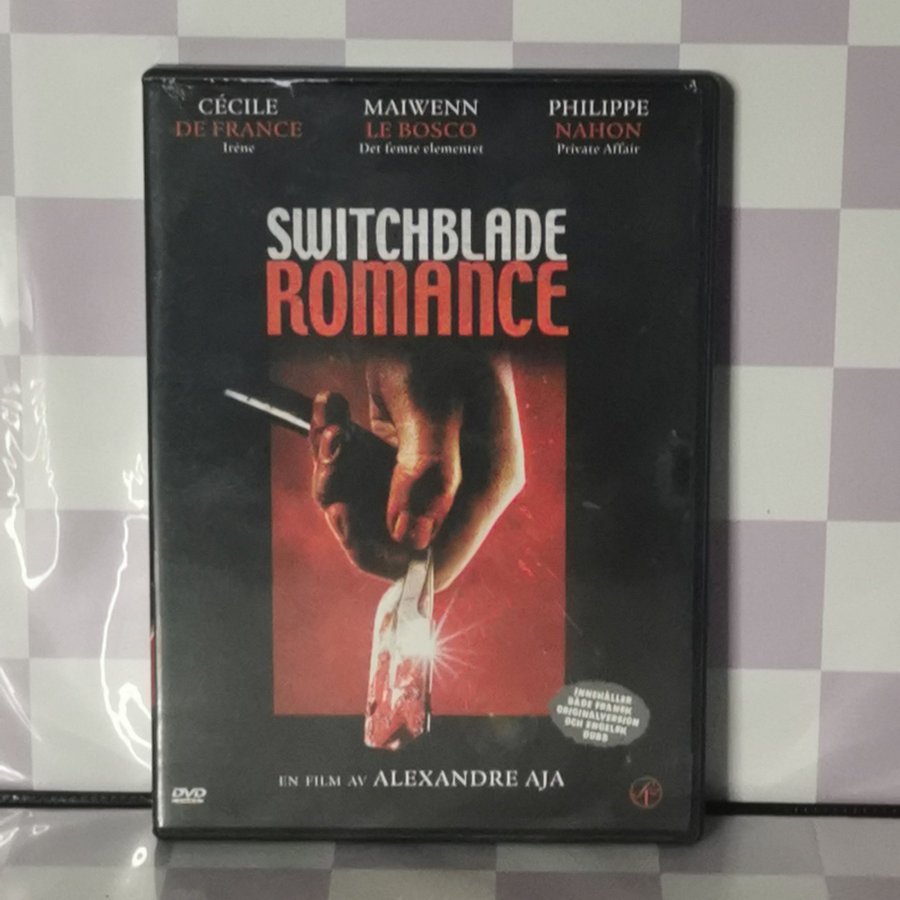 CÉCILE
DE FRANCE
Irène
MAIWENN
LE BOSCO
Det femte elementet
PHILIPPE
NAHON
Private Affair
SWITCHBLADE
ROMANCE
INNEHÅLLER
BÅDE FRANSK
ORIGINALVERSION
OCH ENGELSK
DUBB
EN FILM AV ALEXANDRE AJA
DVD